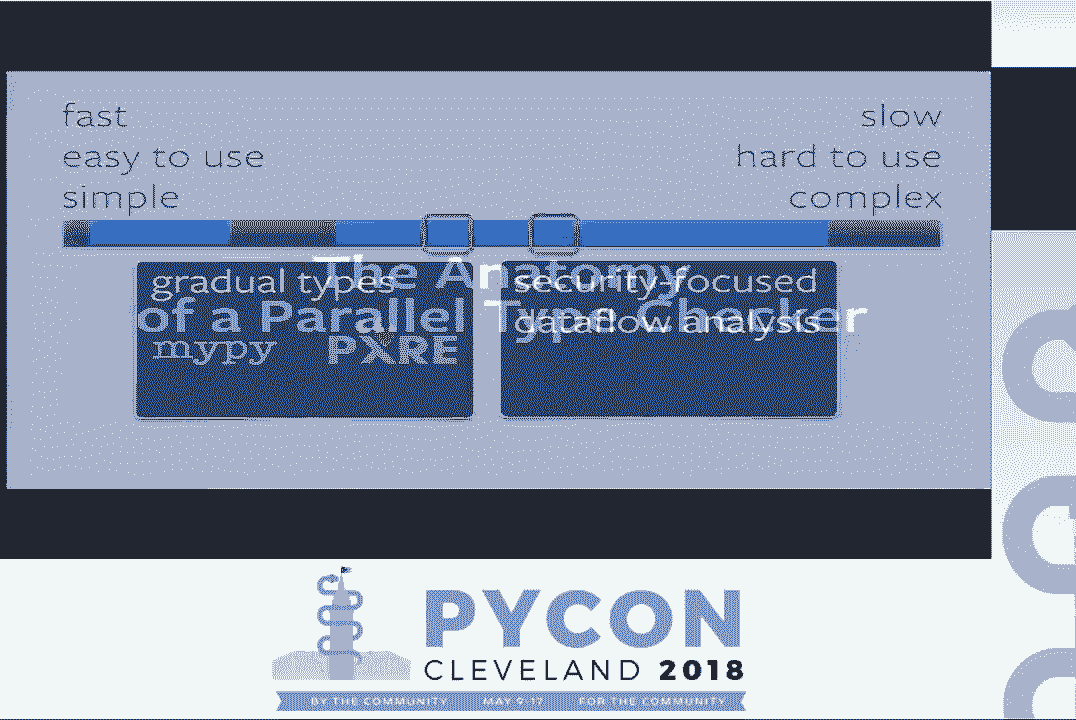 fast
easy to use
simple
slow
hard to use
complex
The Anatomy
of a Parallel Type Checker
gradual types
mypy PYRE
security-focused
dataflow analysis
PYCON
CLEVELAND 2018
BY THE COMMUNITY MAY 9-17 FOR THE COMMUNITY